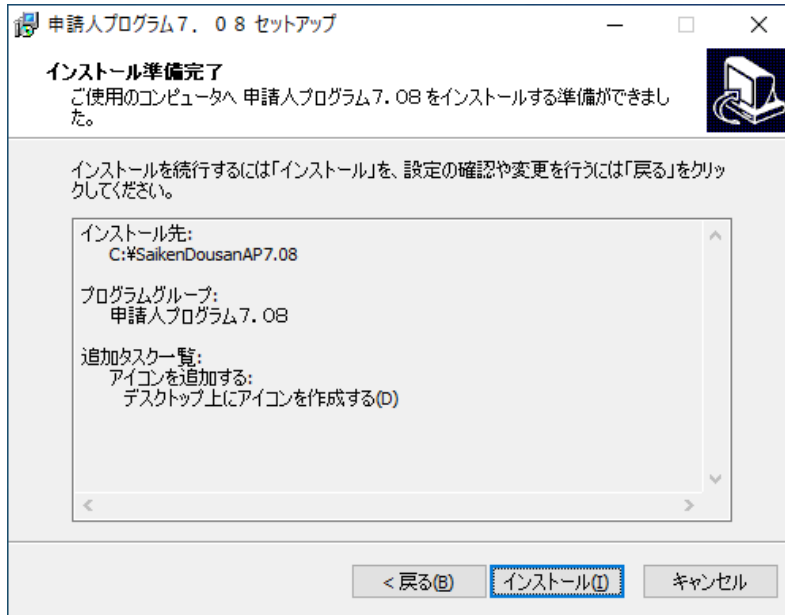 申請人プログラム7．08 セットアップ
インストール準備完了
ご使用のコンピュータへ 申請人プログラム7．08 をインストールする準備ができまし
た。
インストールを続行するには「インストール」を、設定の確認や変更を行うには「戻る」をクリッ
クしてください。
インストール先:
C:¥SaikenDousanAP7.08
プログラムグループ:
申請人プログラム7．08
追加タスク一覧:
アイコンを追加する:
デスクトップ上にアイコンを作成する(D)
< 戻る(B) インストール(I) キャンセル